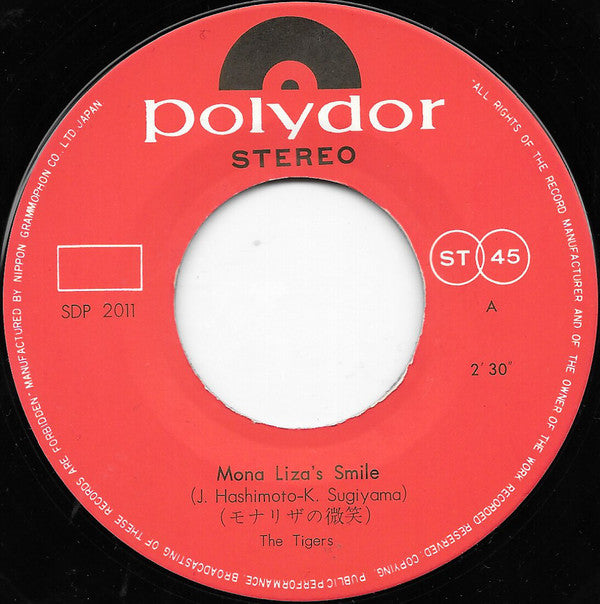 polydor
STEREO
ST 45
SDP 2011
A
2'30"
Mona Liza's Smile
(J. Hashimoto-K. Sugiyama)
(モナリザの微笑)
The Tigers
ALL RIGHTS OF THE RECORD MANUFACTURER AND OF THE OWNER OF THE RECORDED WORK RESERVED. COPYING, PUBLIC PERFORMANCE, BROADCASTING OF THESE RECORDS ARE FORBIDDEN· MANUFACTURED BY NIPPON GRAMMOPHON CO., LTD. JAPAN